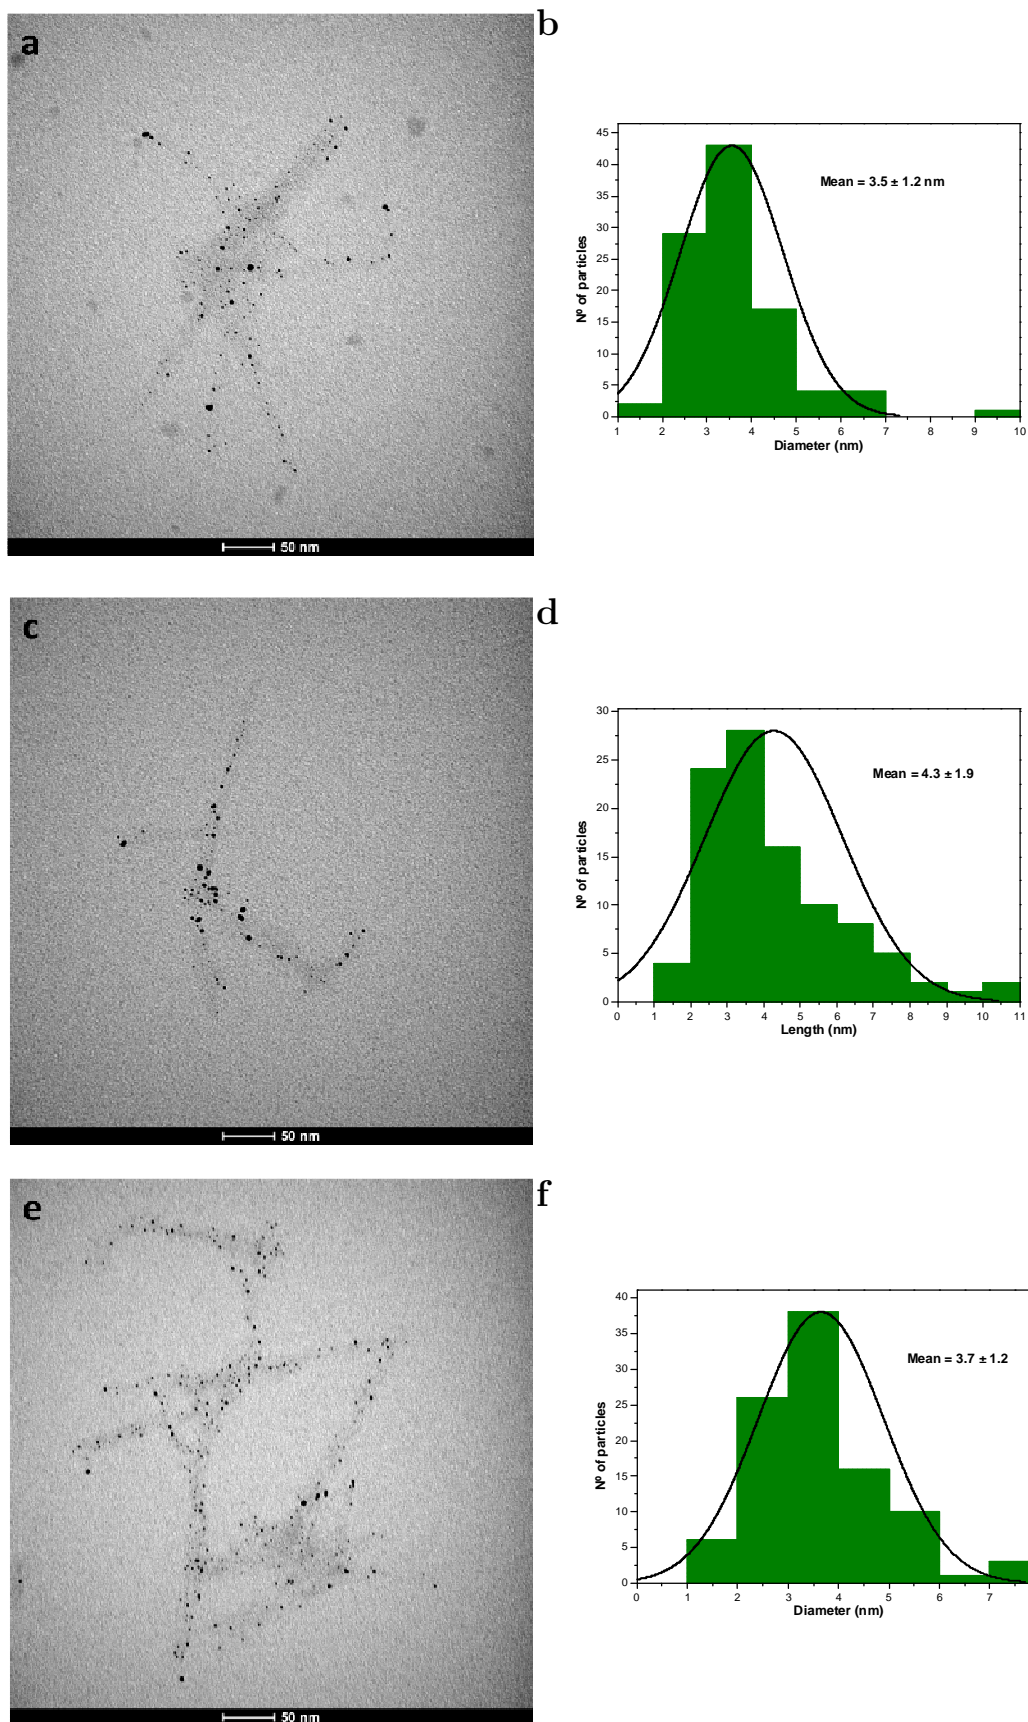 a
50 nm
b
45
40
35
30
25
20
15
10
5
0
Nº of particles
Mean = 3.5 ± 1.2 nm
1 2 3 4 5 6 7 8 9 10
Diameter (nm)
c
50 nm
d
30
25
20
15
10
5
0
Nº of particles
Mean = 4.3 ± 1.9
0 1 2 3 4 5 6 7 8 9 10 11
Length (nm)
e
50 nm
f
40
35
30
25
20
15
10
5
0
Nº of particles
Mean = 3.7 ± 1.2
0 1 2 3 4 5 6 7
Diameter (nm)